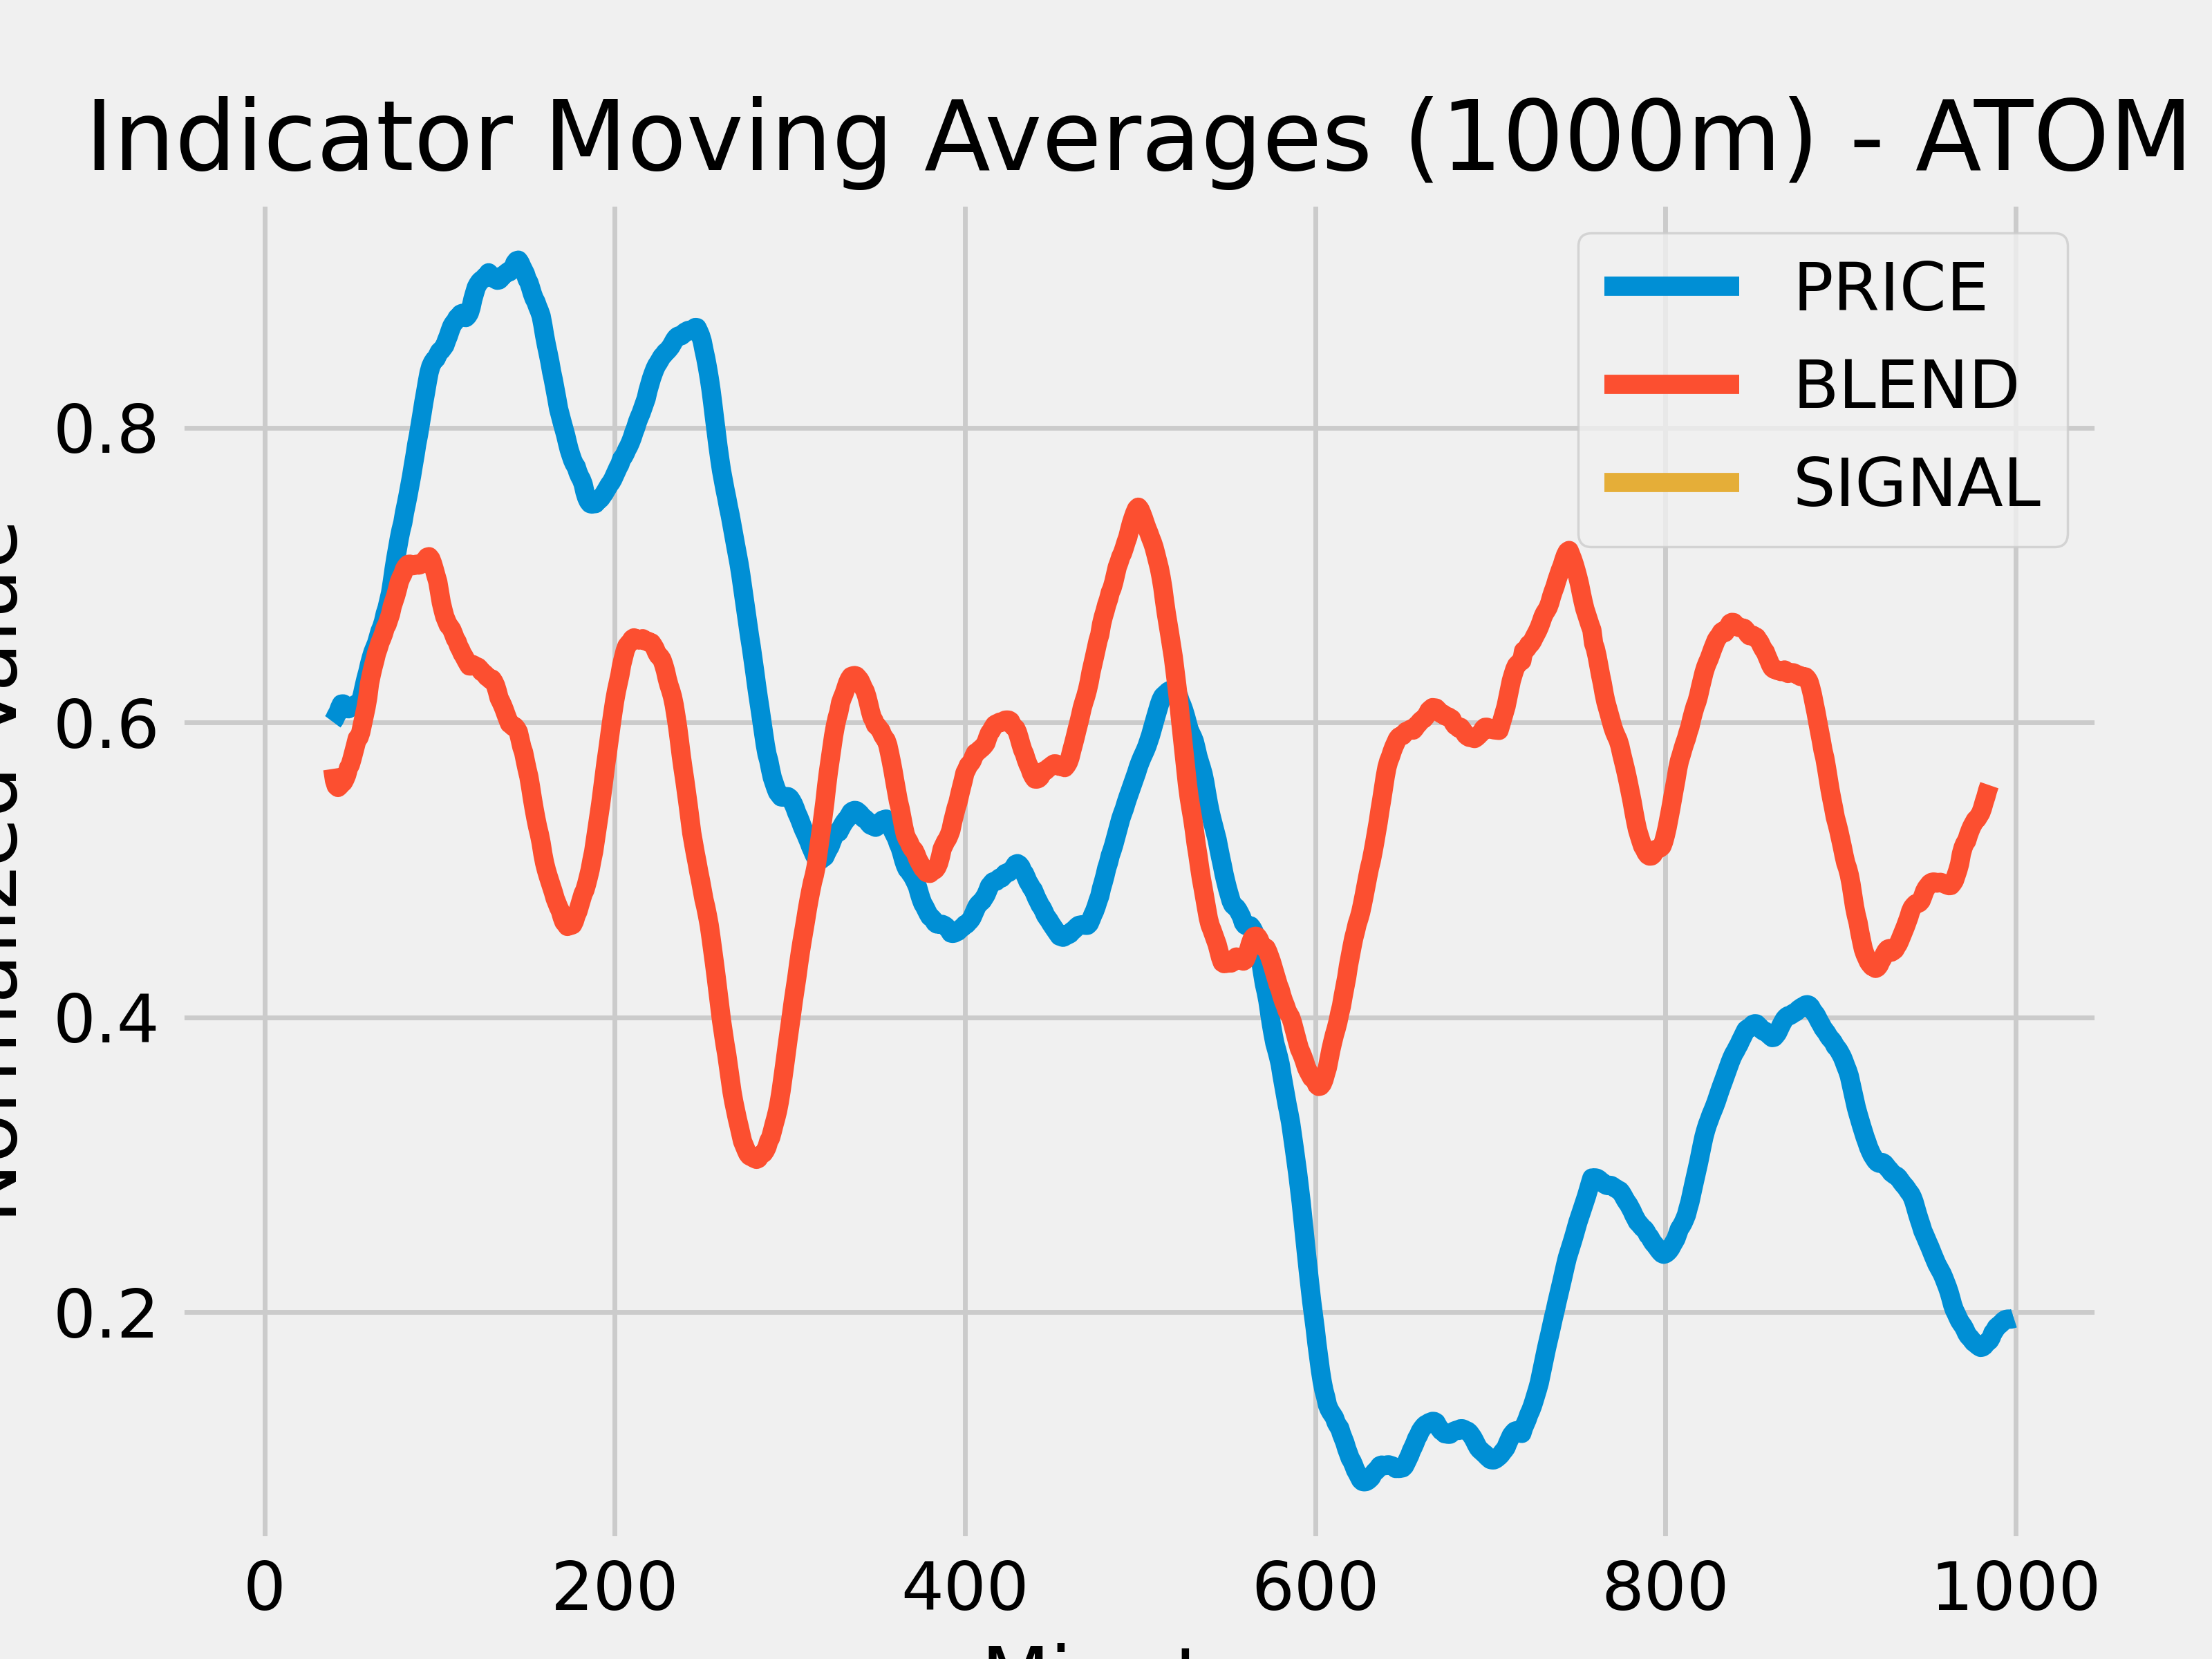 Indicator Moving Averages (1000m) - ATOM
PRICE
BLEND
SIGNAL
0.8
0.6
0.4
0.2
0 200 400 600 800 1000